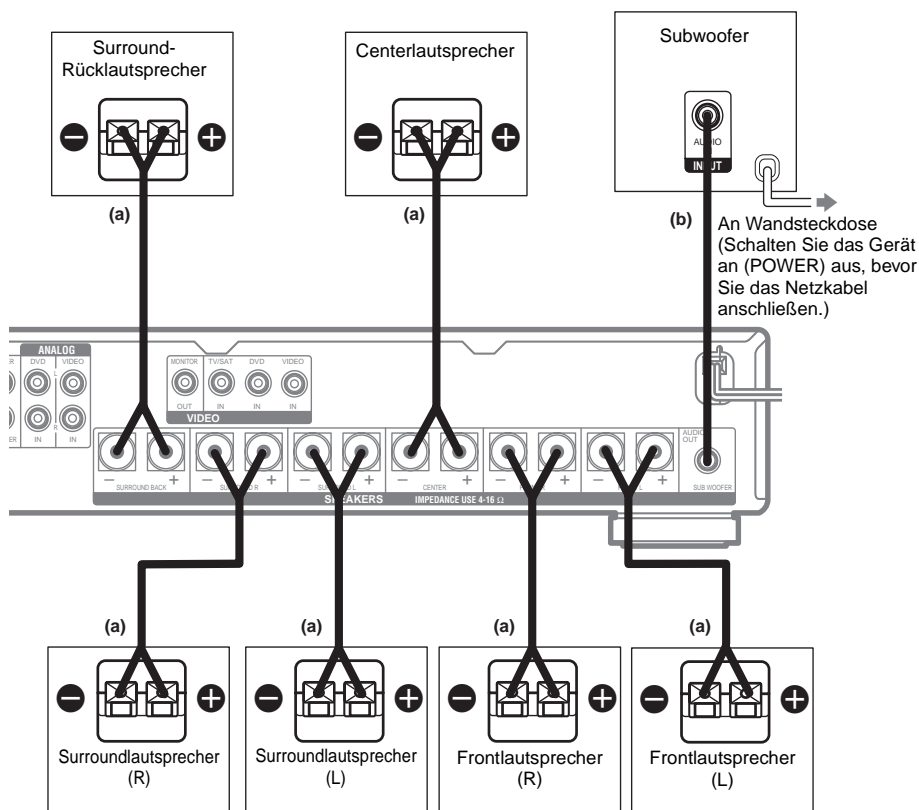 Surround-
Rücklautsprecher
Centerlautsprecher
Subwoofer
AUDIO
INPUT
(a)
(a)
(b)
An Wandsteckdose
(Schalten Sie das Gerät
an (POWER) aus, bevor
Sie das Netzkabel
anschließen.)
ANALOG
DVD VIDEO
L
R
IN IN
MONITOR TV/SAT DVD VIDEO
OUT IN IN IN
VIDEO
AUDIO
OUT
SURROUND BACK
CENTER
SUB WOOFER
SPEAKERS IMPEDANCE USE 4-16 Ω
(a)
(a)
(a)
(a)
Surroundlautsprecher
(R)
Surroundlautsprecher
(L)
Frontlautsprecher
(R)
Frontlautsprecher
(L)